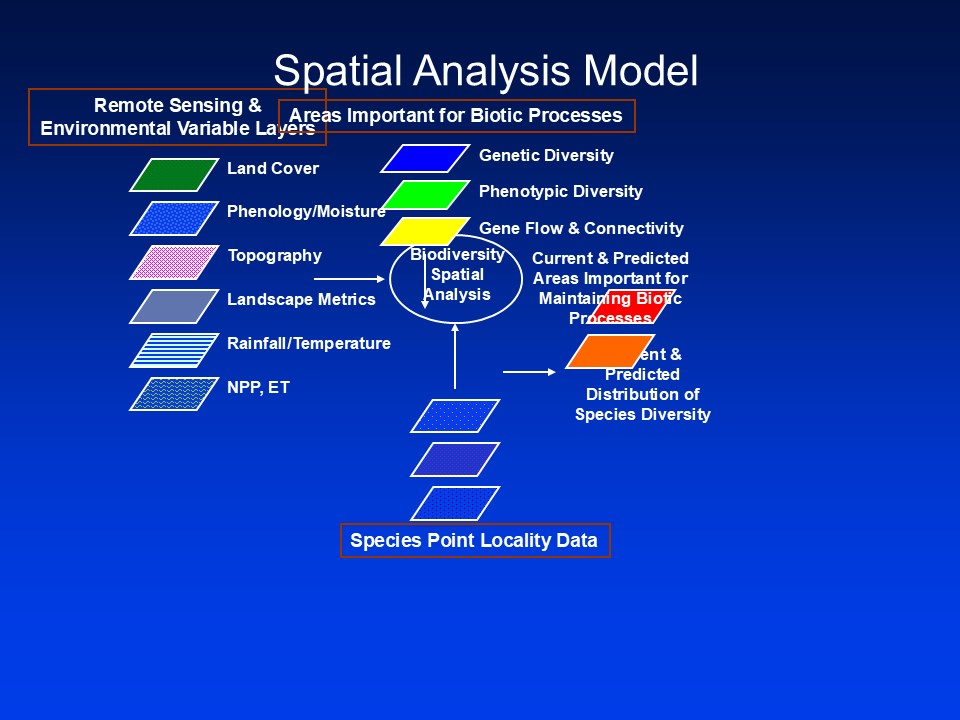 Spatial Analysis Model
Remote Sensing &
Environmental Variable Layers
Areas Important for Biotic Processes
Land Cover
Phenology/Moisture
Topography
Landscape Metrics
Rainfall/Temperature
NPP, ET
Genetic Diversity
Phenotypic Diversity
Gene Flow & Connectivity
Biodiversity
Spatial
Analysis
Current & Predicted
Areas Important for
Maintaining Biotic
Processes
&
Predicted
Distribution of
Species Diversity
Species Point Locality Data